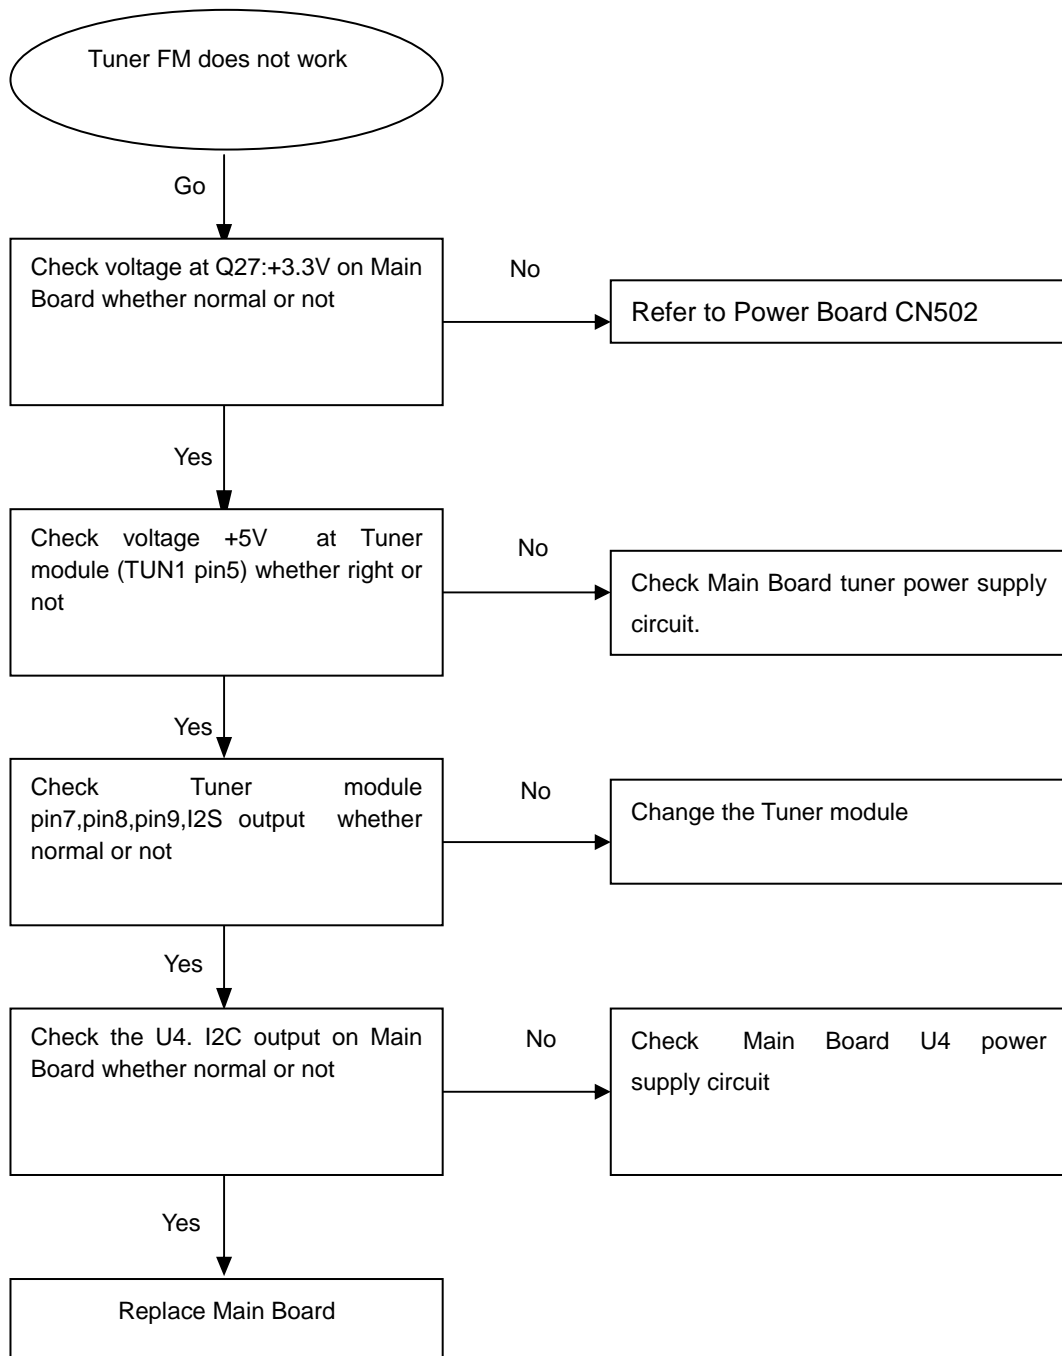 Tuner FM does not work
Go
Check voltage at Q27:+3.3V on Main
Board whether normal or not
No
Refer to Power Board CN502
Yes
Check voltage +5V at Tuner
module (TUN1 pin5) whether right or
not
No
Check Main Board tuner power supply
circuit.
Yes
Check Tuner module
pin7,pin8,pin9,I2S output whether
normal or not
No
Change the Tuner module
Yes
Check the U4. I2C output on Main
Board whether normal or not
No
Check Main Board U4 power
supply circuit
Yes
Replace Main Board